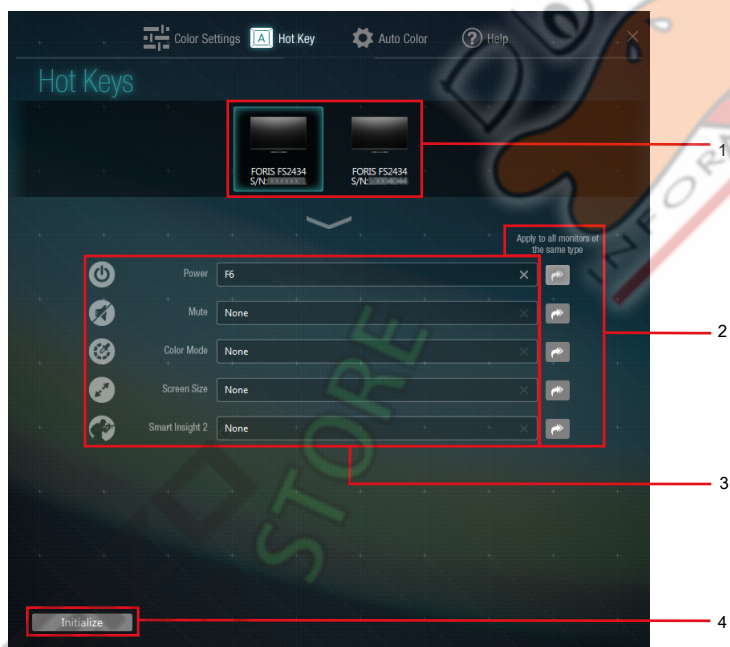 Color Settings A Hot Key Auto Color ? Help
Hot Keys
FORIS FS2434 FORIS FS2434
S/N: S/N:
1
Apply to all monitors of
the same type
Power F6
Mute None
2
Color Mode None
Screen Size None
Smart Insight 2 None
3
STORE
INFOR
Initialize
4